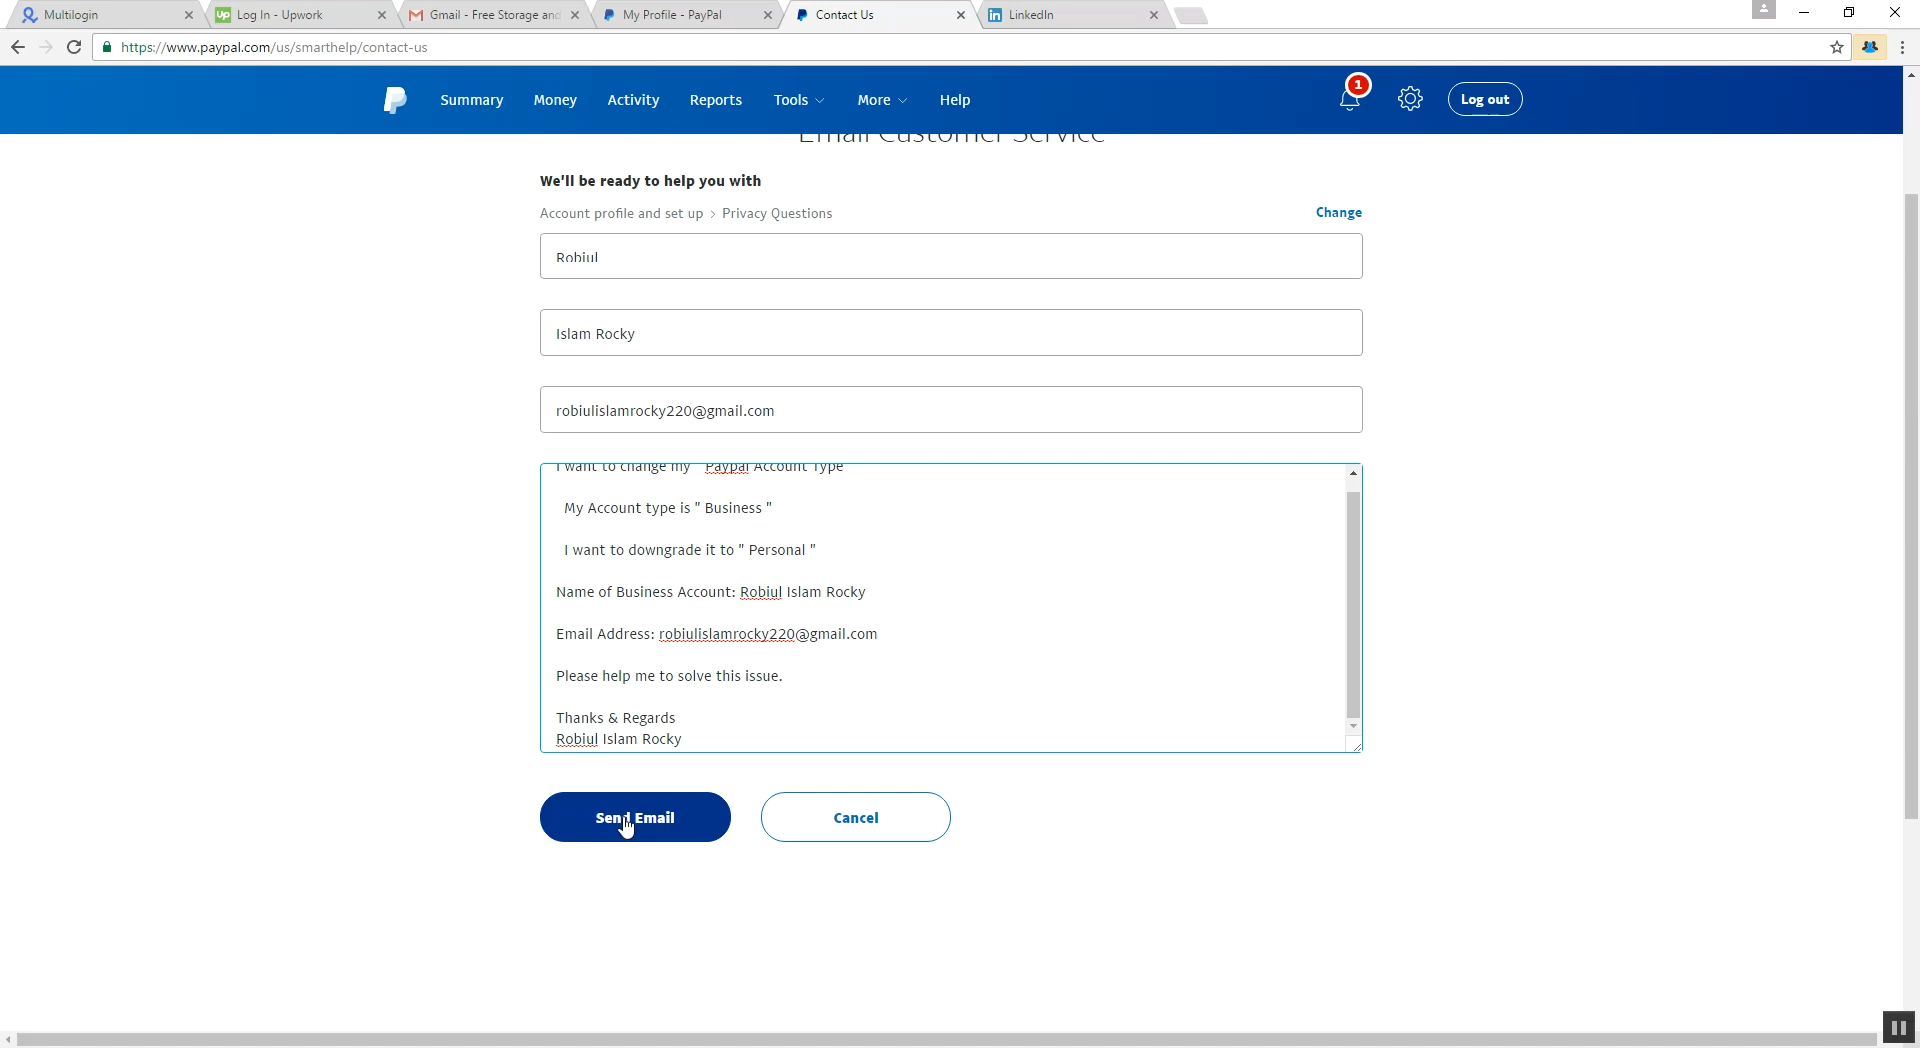 Multilogin
Log In - Upwork
Gmail - Free Storage and
My Profile - PayPal
Contact Us
LinkedIn
https://www.paypal.com/us/smarthelp/contact-us
Summary
Money
Activity
Reports
Tools
More
Help
1
Log out
Email Customer Service
We'll be ready to help you with
Account profile and set up > Privacy Questions
Change
Robiul
Islam Rocky
robiulislamrocky220@gmail.com
I want to change my " Paypal Account Type
My Account type is " Business "
I want to downgrade it to " Personal "
Name of Business Account: Robiul Islam Rocky
Email Address: robiulislamrocky220@gmail.com
Please help me to solve this issue.
Thanks & Regards
Robiul Islam Rocky
Send Email
Cancel